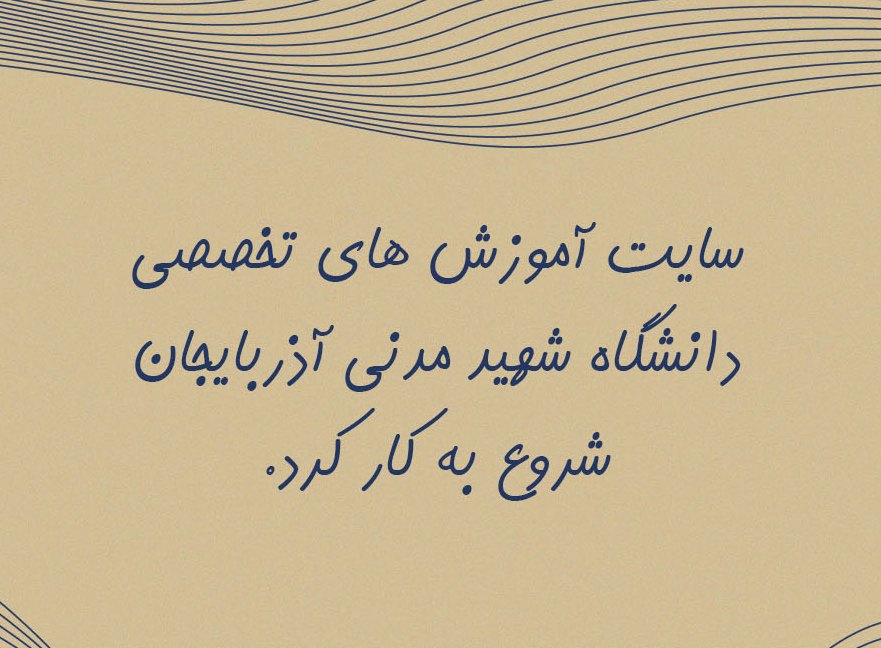 سایت آموزش های تخصصی
دانشگاه شهید مدنی آذربایجان
شروع به کار کرد.